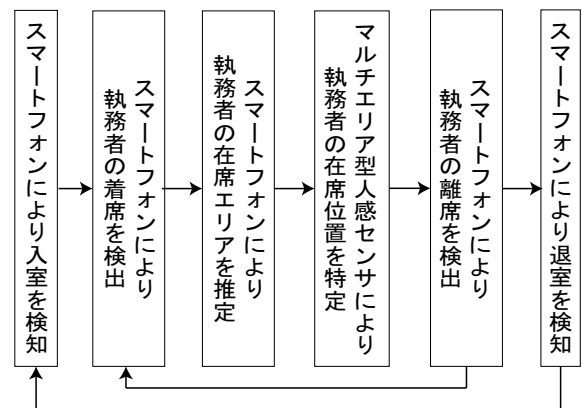 スマートフォンにより入室を検知
スマートフォンにより
執務者の着席を検出
スマートフォンにより
執務者の在席エリアを推定
マルチエリア型人感センサにより
執務者の在席位置を特定
スマートフォンにより
執務者の離席を検出
スマートフォンにより退室を検知